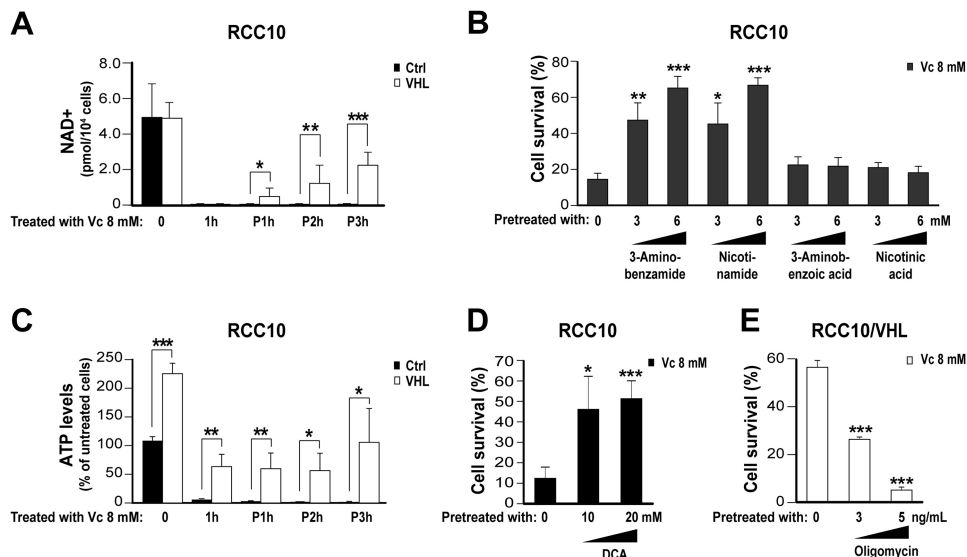 A
RCC10
Ctrl
VHL
NAD+
(pmol/10⁴ cells)
8.0
6.0
4.0
2.0
0
*
**
***
Treated with Vc 8 mM: 0 1h P1h P2h P3h
B
RCC10
Vc 8 mM
Cell survival (%)
80
60
40
20
0
** *** * ***
Pretreated with: 0 3 6 3 6 3 6 3 6 mM
3-Amino- Nicoti- 3-Aminob- Nicotinic
benzamide namide enzoic acid acid
C
RCC10
Ctrl
VHL
ATP levels
(% of untreated cells)
250
200
150
100
50
0
*** ** ** * *
Treated with Vc 8 mM: 0 1h P1h P2h P3h
D
RCC10
Vc 8 mM
Cell survival (%)
70
60
50
40
30
20
10
0
* ***
Pretreated with: 0 10 20 mM
DCA
E
RCC10/VHL
Vc 8 mM
Cell survival (%)
60
40
20
0
*** ***
Pretreated with: 0 3 5 ng/mL
Oligomycin